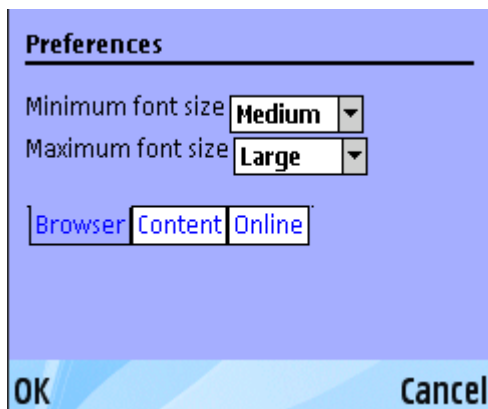 Preferences
Minimum font size Medium
Maximum font size Large
Browser Content Online
OK Cancel